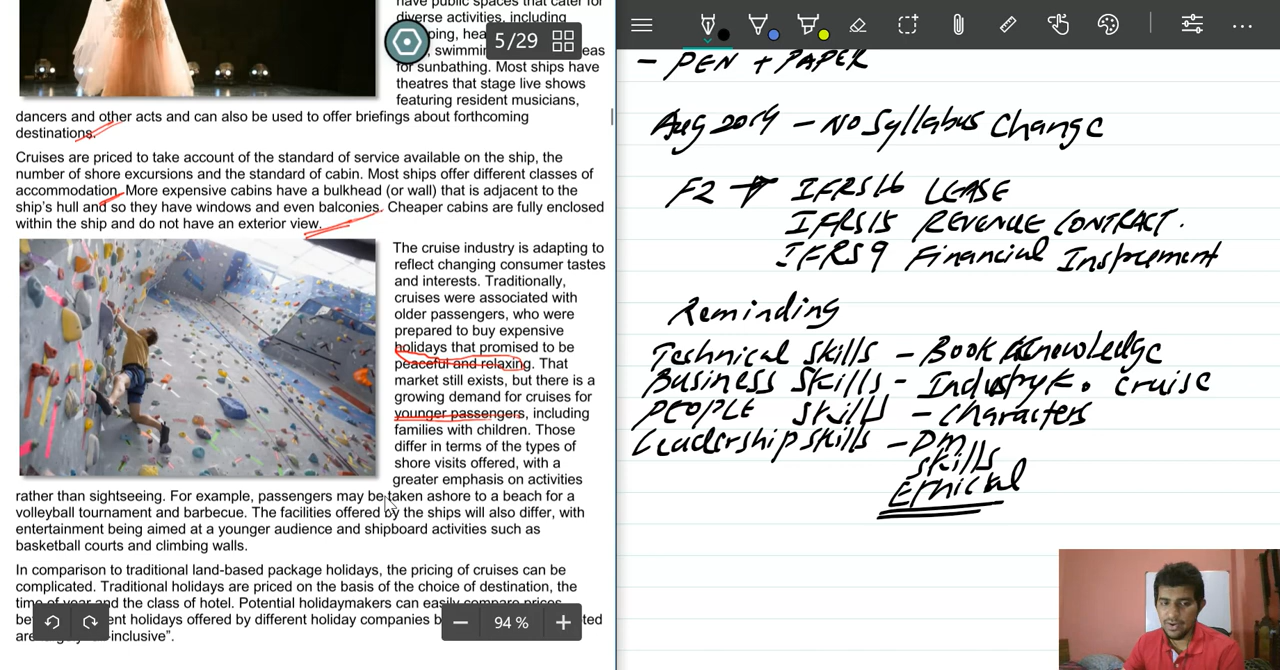 have public spaces that cater for
diverse activities, including
5/29
for sunbathing. Most ships have
theatres that stage live shows
featuring resident musicians,
dancers and other acts and can also be used to offer briefings about forthcoming
destinations.
Cruises are priced to take account of the standard of service available on the ship, the
number of shore excursions and the standard of cabin. Most ships offer different classes of
accommodation. More expensive cabins have a bulkhead (or wall) that is adjacent to the
ship's hull and so they have windows and even balconies. Cheaper cabins are fully enclosed
within the ship and do not have an exterior view.
The cruise industry is adapting to
reflect changing consumer tastes
and interests. Traditionally,
cruises were associated with
older passengers, who were
prepared to buy expensive
holidays that promised to be
peaceful and relaxing. That
market still exists, but there is a
growing demand for cruises for
younger passengers, including
families with children. Those
differ in terms of the types of
shore visits offered, with a
greater emphasis on activities
rather than sightseeing. For example, passengers may be taken ashore to a beach for a
volleyball tournament and barbecue. The facilities offered by the ships will also differ, with
entertainment being aimed at a younger audience and shipboard activities such as
basketball courts and climbing walls.
In comparison to traditional land-based package holidays, the pricing of cruises can be
complicated. Traditional holidays are priced on the basis of the choice of destination, the
time of year and the class of hotel. Potential holidaymakers can easily compare prices
holidays offered by different holiday companies
94 %
- PEN + PAPER
Aug 2019 - No Syllabus Change
F2 → IFRS16 LEASE
IFRS15 REVENUE CONTRACT.
IFRS9 Financial Instrement
Reminding
Technical Skills - Book Knowledge
Business Skills - Industry K. Cruise
PEOPLE Skills - Characters
Leadership Skills - DM
Skills
Ethical